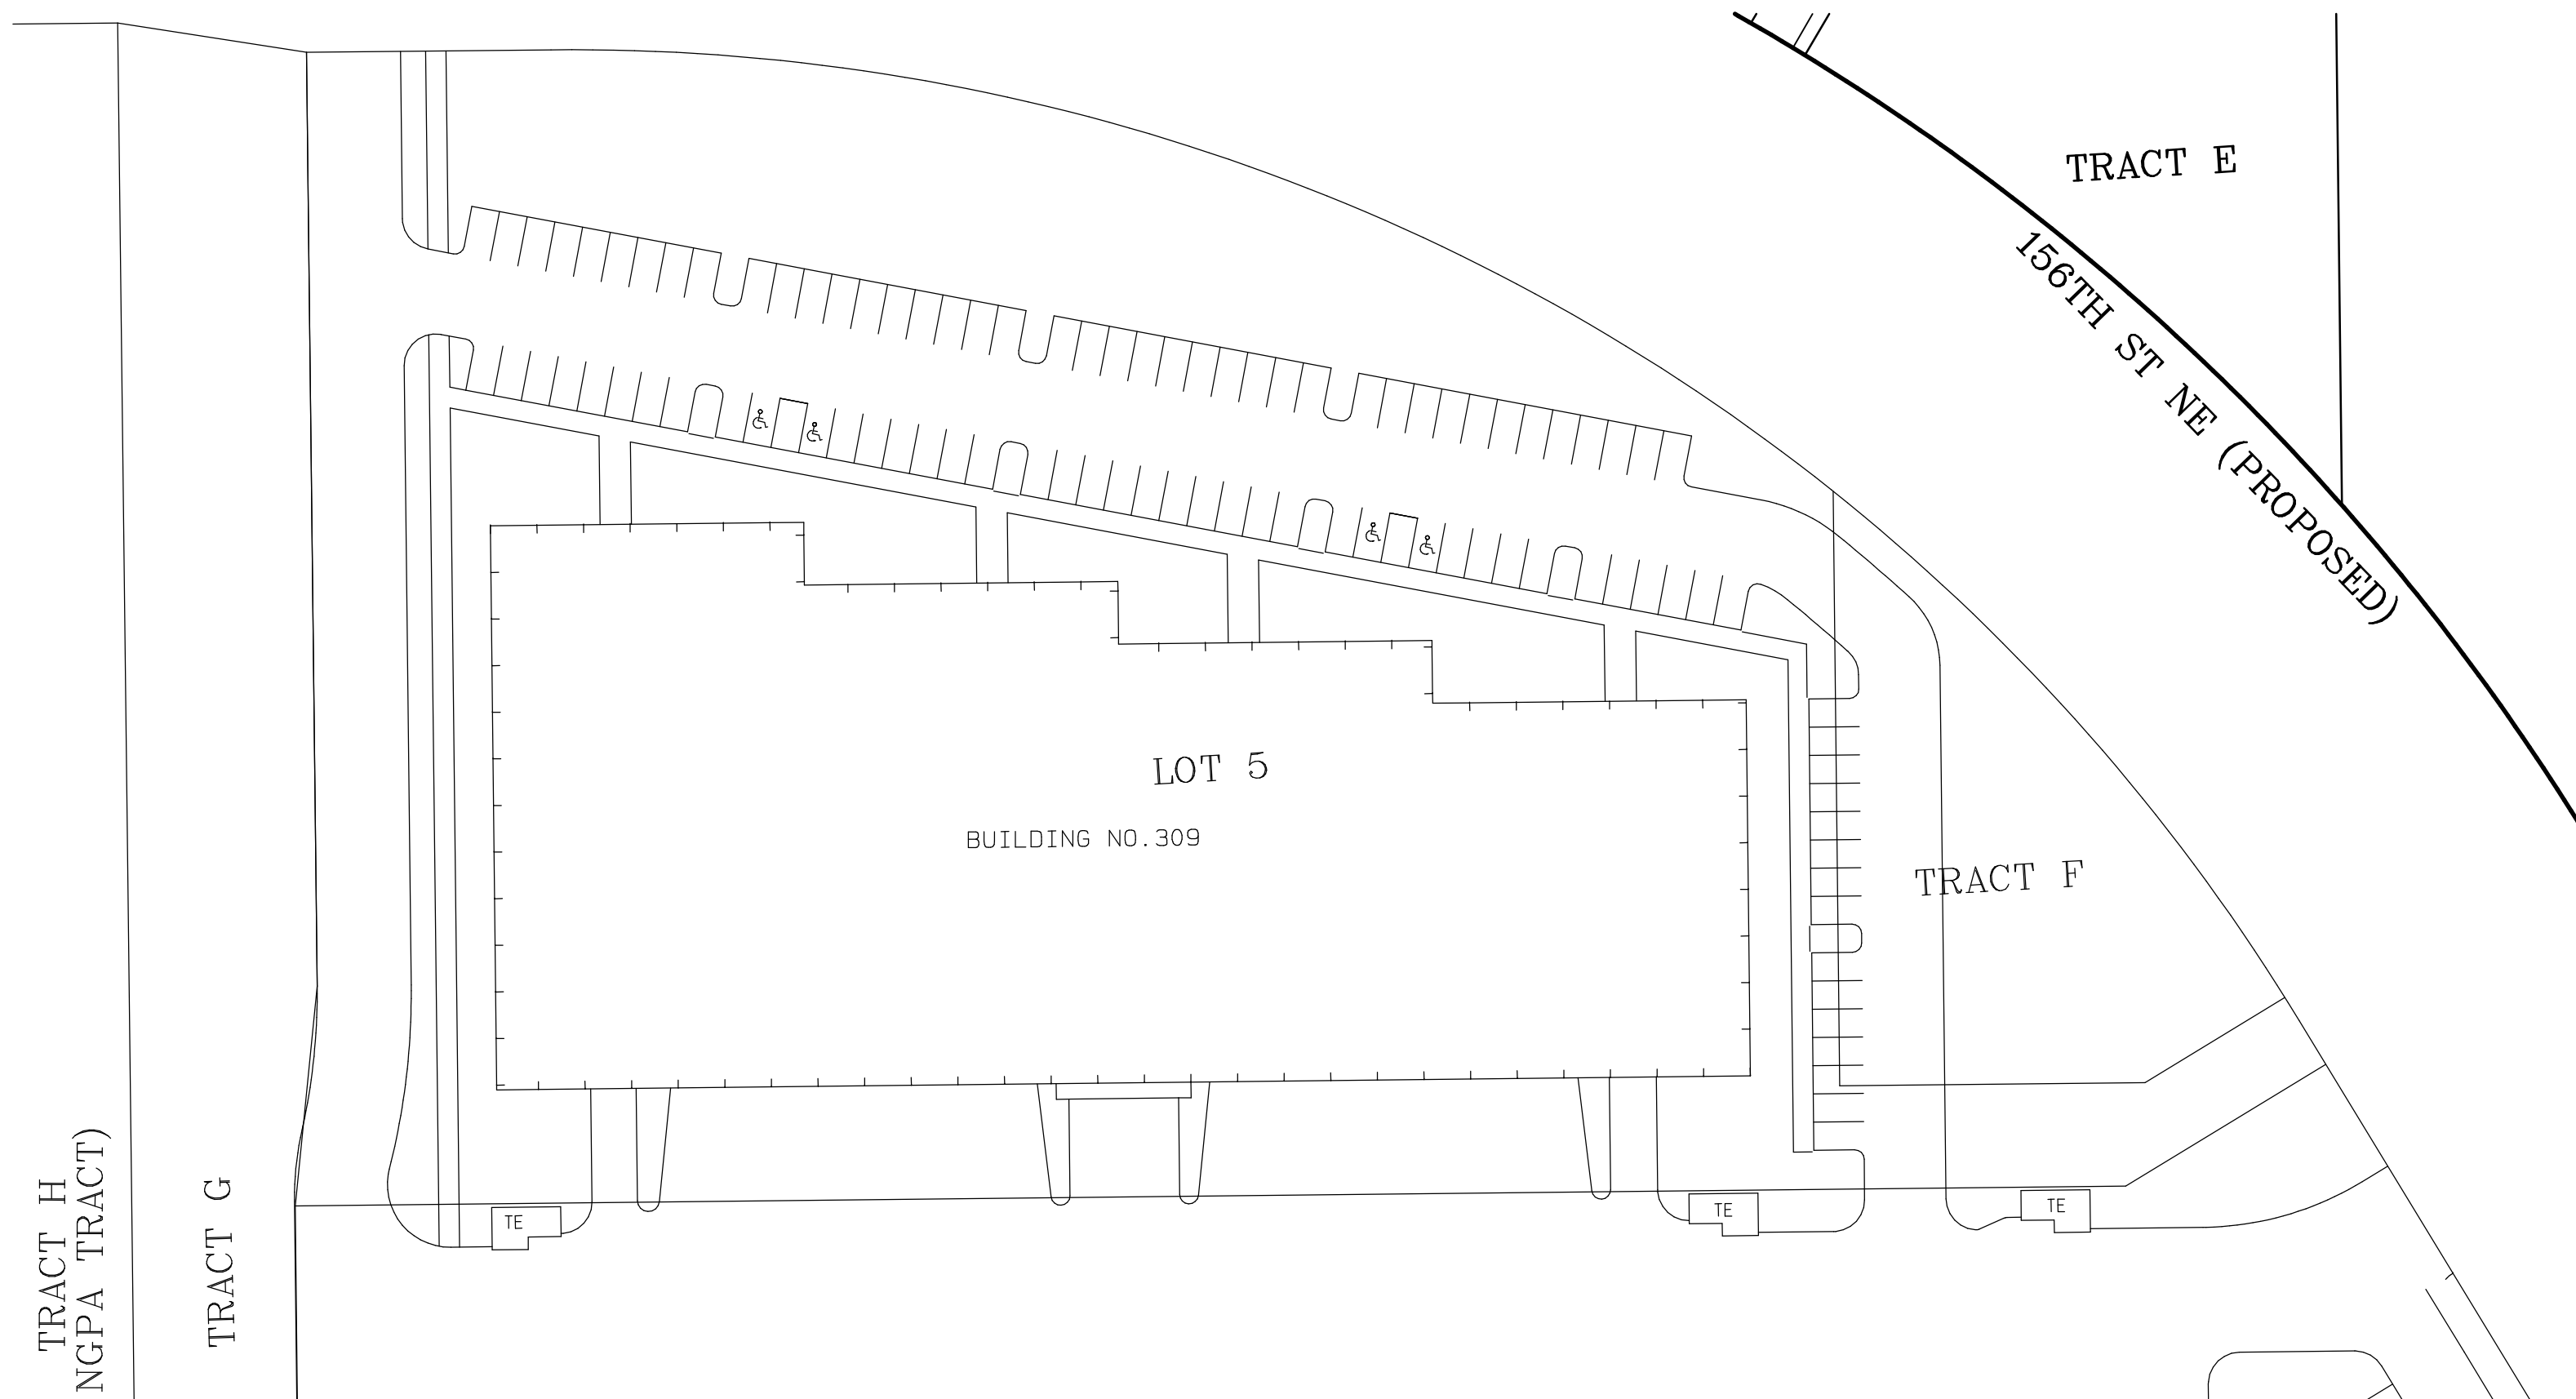 TRACT E
156TH ST NE (PROPOSED)
LOT 5
BUILDING NO.309
TRACT F
TRACT H
NGPA TRACT)
TRACT G
TE
TE
TE